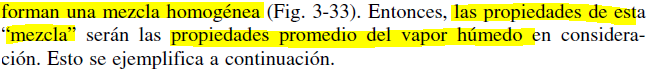 forman una mezcla homogénea (Fig. 3-33). Entonces, las propiedades de esta
“mezcla” serán las propiedades promedio del vapor húmedo en considera-
ción. Esto se ejemplifica a continuación.